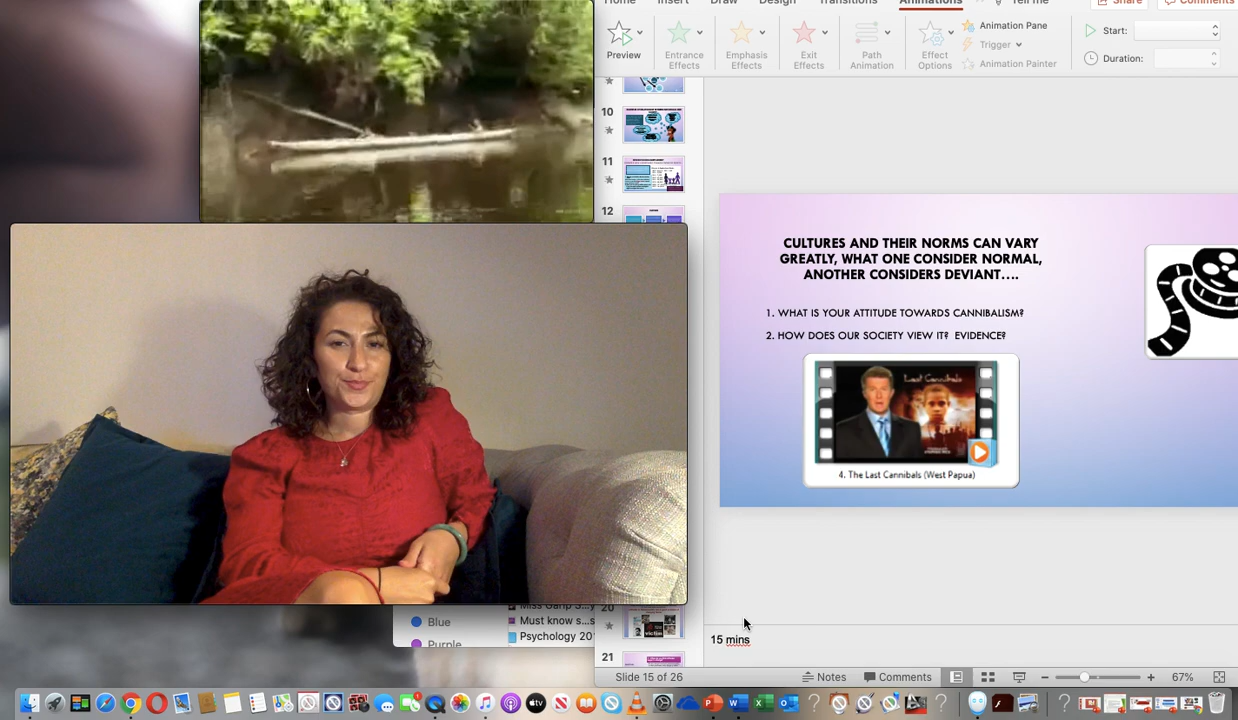 Home Insert Draw Design Transitions Animations Tell me Share Comments
Preview
Entrance
Effects
Emphasis
Effects
Exit
Effects
Path
Animation
Effect
Options
Animation Pane
Trigger
Animation Painter
Start:
Duration:
10
11
12
CULTURES AND THEIR NORMS CAN VARY
GREATLY, WHAT ONE CONSIDER NORMAL,
ANOTHER CONSIDERS DEVIANT....
1. WHAT IS YOUR ATTITUDE TOWARDS CANNIBALISM?
2. HOW DOES OUR SOCIETY VIEW IT? EVIDENCE?
Last Cannibals
4. The Last Cannibals (West Papua)
Blue
Purple
Miss Garip S...y
Must know s...s
Psychology 20
20
victim
21
15 mins
Slide 15 of 26
Notes
Comments
67%
tv